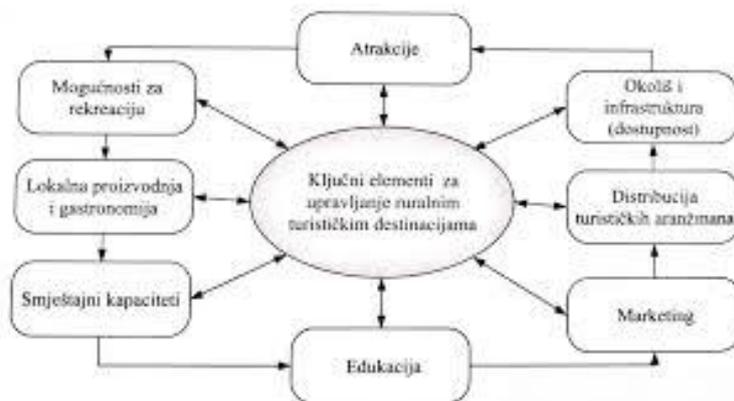 Atrakcije
Mogućnosti za
rekreaciju
Okoliš i
infrastruktura
(dostupnost)
Lokalna proizvodnja
i gastronomija
Ključni elementi za
upravljanje ruralnim
turističkim destinacijama
Distribucija
turističkih aranžmana
Smještajni kapaciteti
Marketing
Edukacija